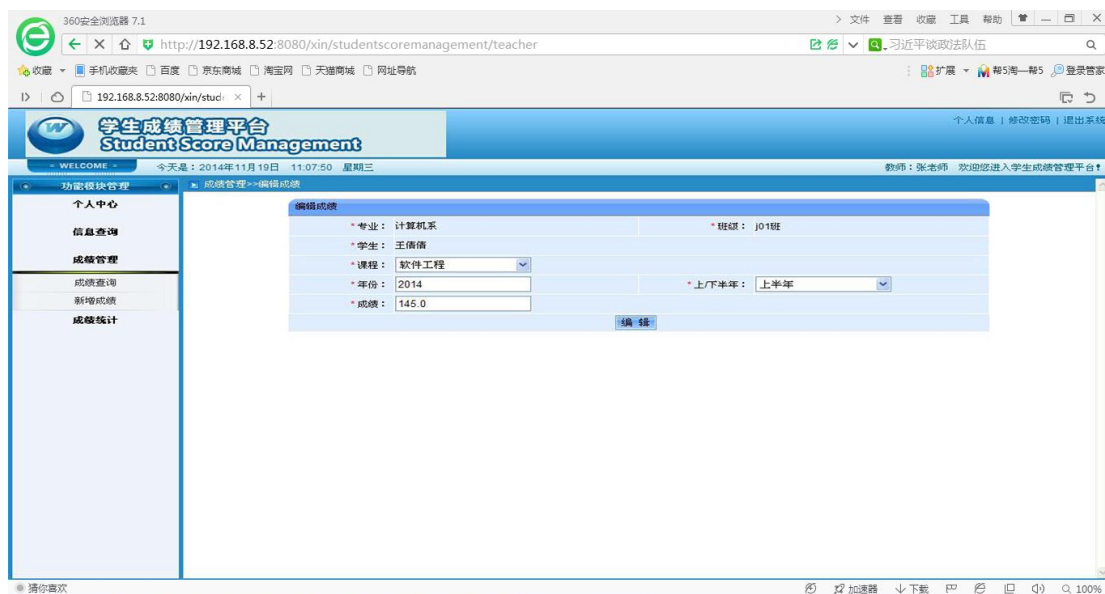 360安全浏览器 7.1 > 文件 查看 收藏 工具 帮助
http://192.168.8.52:8080/xin/studentscoremanagement/teacher 习近平谈政法队伍
收藏 手机收藏夹 百度 京东商城 淘宝网 天猫商城 网址导航 扩展 帮5淘—帮5 登录管家
192.168.8.52:8080/xin/stud
W 学生成绩管理平台 个人信息 | 修改密码 | 退出系统
Student Score Management
- WELCOME - 今天是：2014年11月19日 11:07:50 星期三 教师：张老师 欢迎您进入学生成绩管理平台！
功能模块管理 成绩管理>>编辑成绩
个人中心 编辑成绩
信息查询 *专业： 计算机系 *班级： j01班
*学生： 王倩倩
成绩管理 *课程： 软件工程
成绩查询 *年份： 2014 *上/下半年： 上半年
新增成绩 *成绩： 145.0
成绩统计 编 辑
猜你喜欢 加速器 下载 100%